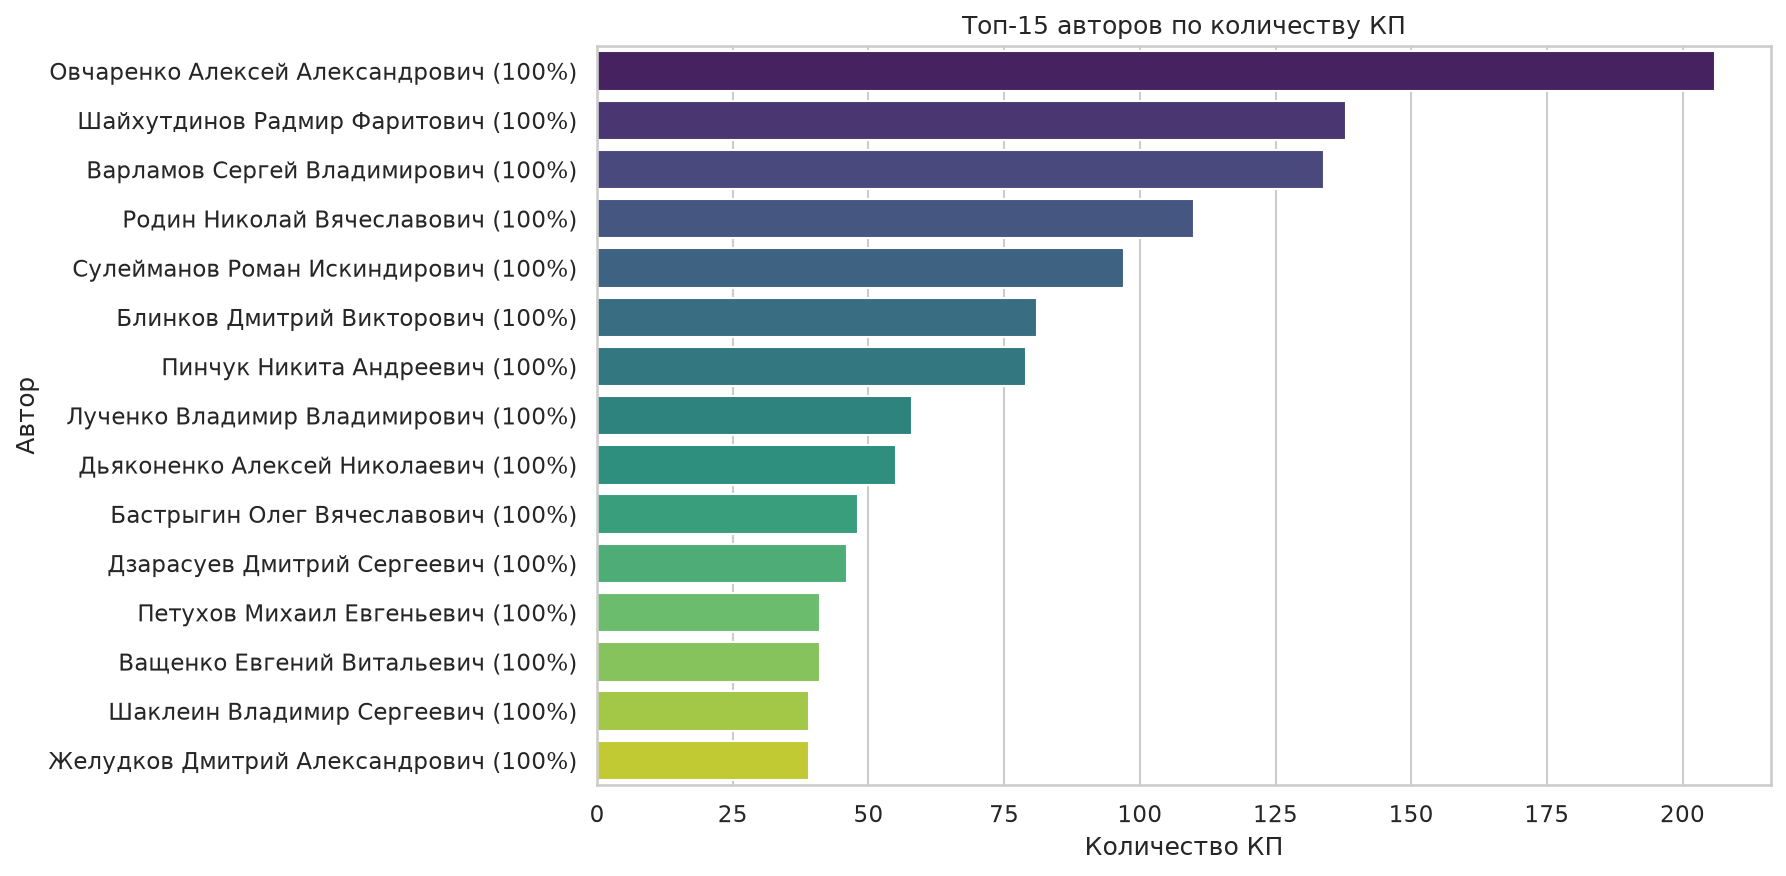 Топ-15 авторов по количеству КП
Овчаренко Алексей Александрович (100%)
Шайхутдинов Радмир Фаритович (100%)
Варламов Сергей Владимирович (100%)
Родин Николай Вячеславович (100%)
Сулейманов Роман Искиндирович (100%)
Блинков Дмитрий Викторович (100%)
Пинчук Никита Андреевич (100%)
Лученко Владимир Владимирович (100%)
Дьяконенко Алексей Николаевич (100%)
Бастрыгин Олег Вячеславович (100%)
Дзарасуев Дмитрий Сергеевич (100%)
Петухов Михаил Евгеньевич (100%)
Ващенко Евгений Витальевич (100%)
Шаклеин Владимир Сергеевич (100%)
Желудков Дмитрий Александрович (100%)
Автор
0 25 50 75 100 125 150 175 200
Количество КП